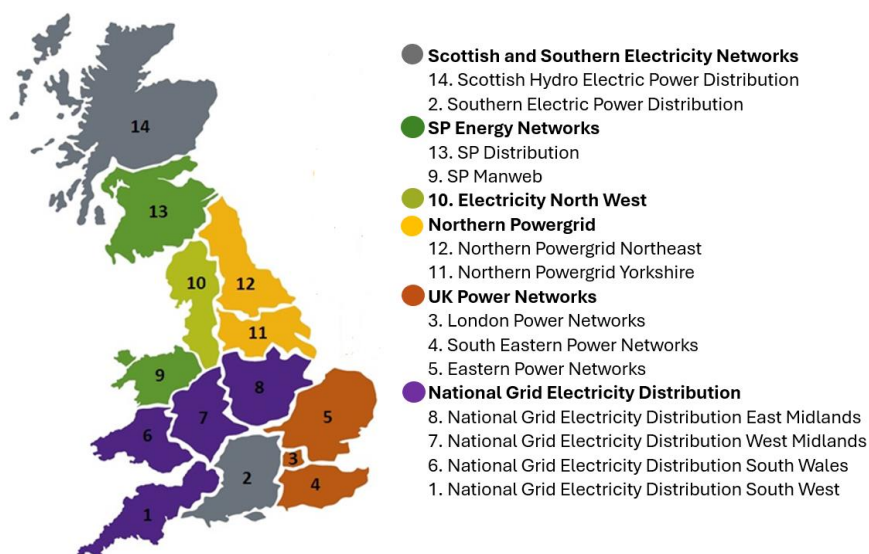 14
13
10
12
11
9
8
7
5
6
3
2
4
1
Scottish and Southern Electricity Networks
14. Scottish Hydro Electric Power Distribution
2. Southern Electric Power Distribution
SP Energy Networks
13. SP Distribution
9. SP Manweb
10. Electricity North West
Northern Powergrid
12. Northern Powergrid Northeast
11. Northern Powergrid Yorkshire
UK Power Networks
3. London Power Networks
4. South Eastern Power Networks
5. Eastern Power Networks
National Grid Electricity Distribution
8. National Grid Electricity Distribution East Midlands
7. National Grid Electricity Distribution West Midlands
6. National Grid Electricity Distribution South Wales
1. National Grid Electricity Distribution South West